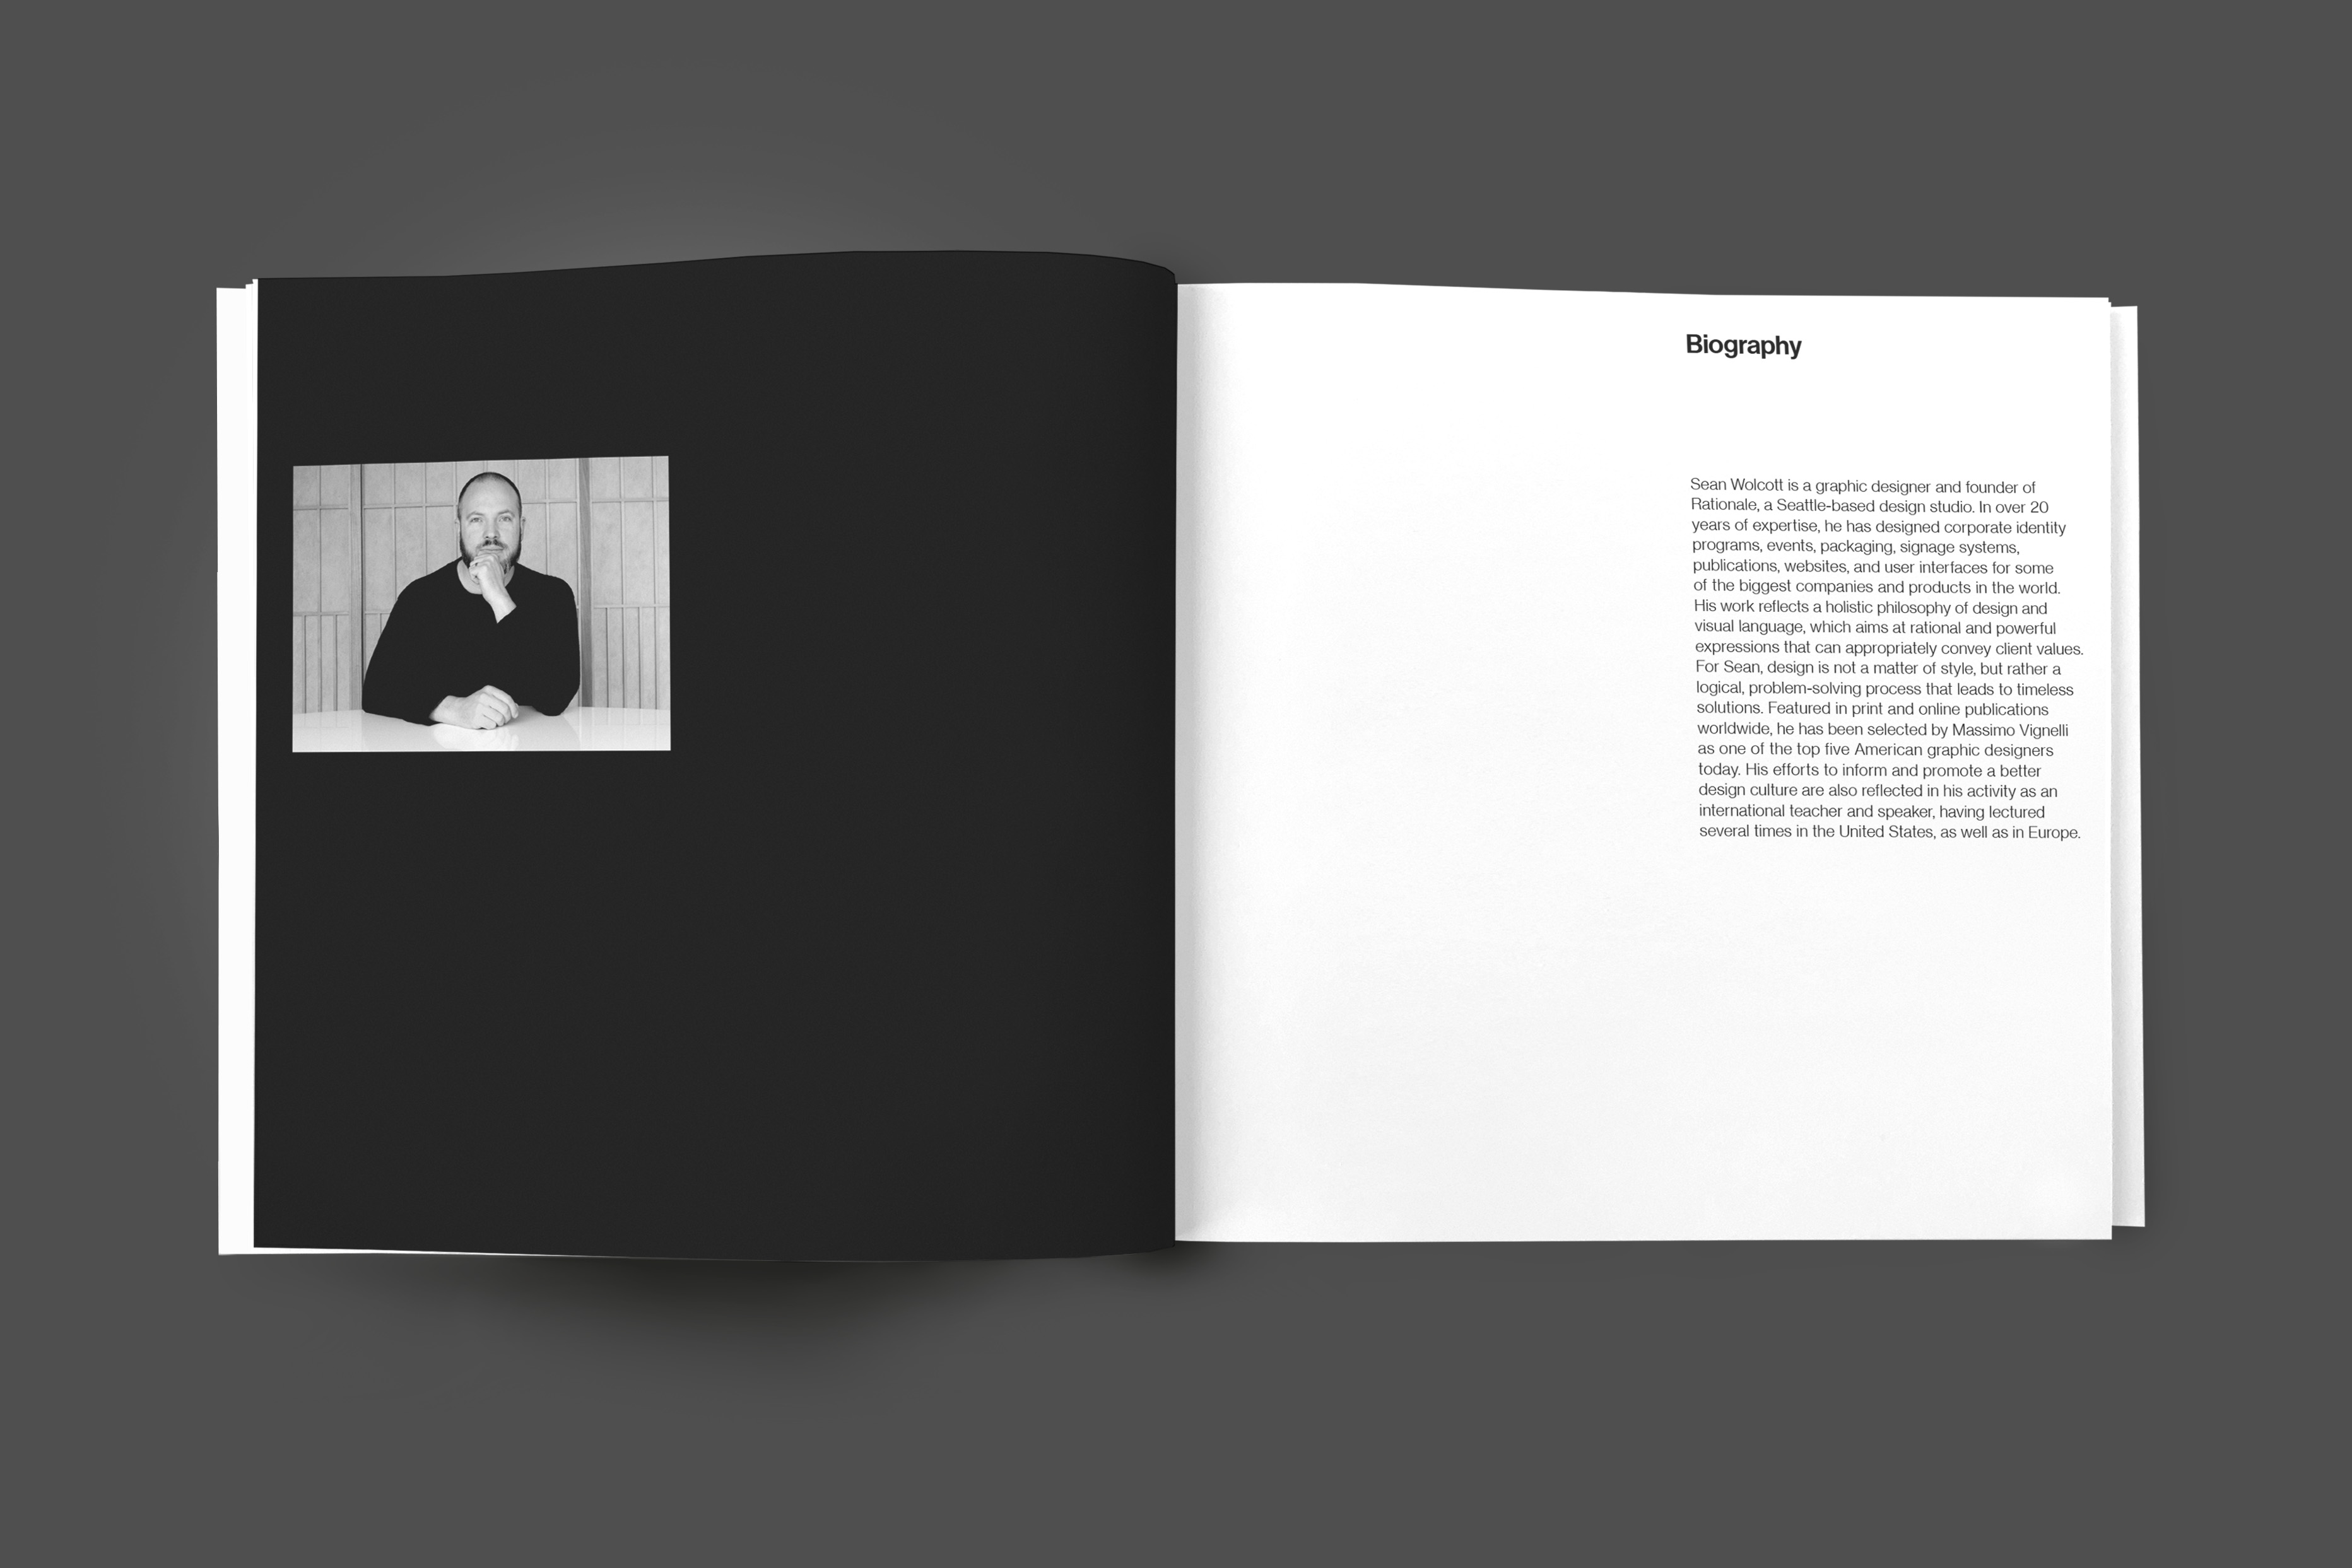 Biography
Sean Wolcott is a graphic designer and founder of
Rationale, a Seattle-based design studio. In over 20
years of expertise, he has designed corporate identity
programs, events, packaging, signage systems,
publications, websites, and user interfaces for some
of the biggest companies and products in the world.
His work reflects a holistic philosophy of design and
visual language, which aims at rational and powerful
expressions that can appropriately convey client values.
For Sean, design is not a matter of style, but rather a
logical, problem-solving process that leads to timeless
solutions. Featured in print and online publications
worldwide, he has been selected by Massimo Vignelli
as one of the top five American graphic designers
today. His efforts to inform and promote a better
design culture are also reflected in his activity as an
international teacher and speaker, having lectured
several times in the United States, as well as in Europe.